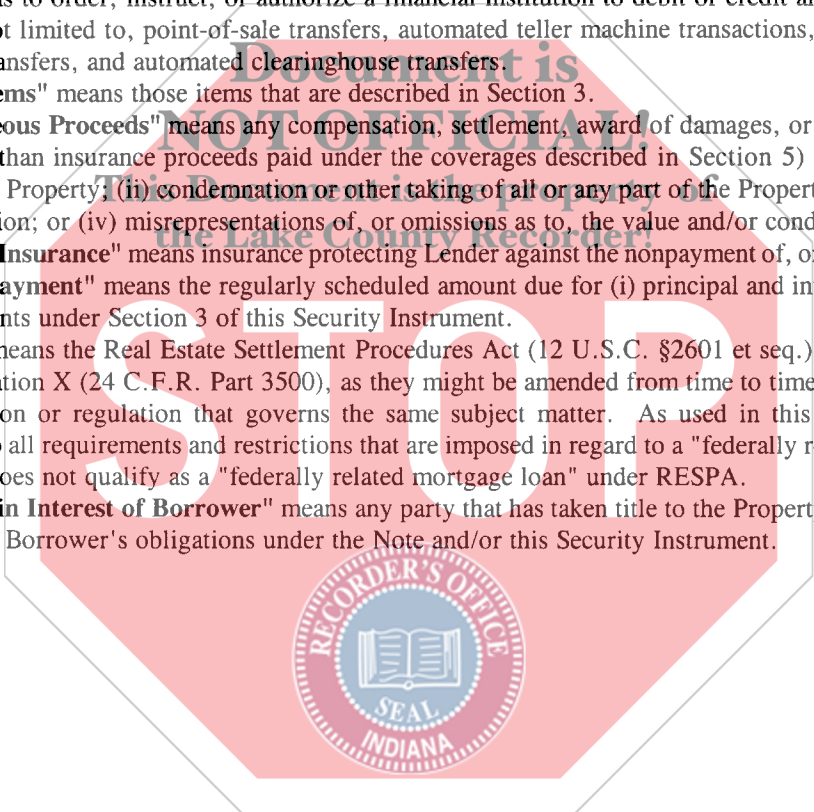 s to order, instruct, or authorize a financial institution to debit or credit a
ot limited to, point-of-sale transfers, automated teller machine transactions,
ansfers, and automated clearinghouse transfers.
ems" means those items that are described in Section 3.
eous Proceeds" means any compensation, settlement, award of damages, or
than insurance proceeds paid under the coverages described in Section 5)
Property; (ii) condemnation or other taking of all or any part of the Propert
ion; or (iv) misrepresentations of, or omissions as to, the value and/or cond
Insurance" means insurance protecting Lender against the nonpayment of, o
ayment" means the regularly scheduled amount due for (i) principal and in
nts under Section 3 of this Security Instrument.
neans the Real Estate Settlement Procedures Act (12 U.S.C. §2601 et seq.)
ation X (24 C.F.R. Part 3500), as they might be amended from time to time
on or regulation that governs the same subject matter. As used in this
o all requirements and restrictions that are imposed in regard to a "federally r
oes not qualify as a "federally related mortgage loan" under RESPA.
in Interest of Borrower" means any party that has taken title to the Propert
Borrower's obligations under the Note and/or this Security Instrument.
Document is
NOT OFFICIAL!
This Document is the property of
the Lake County Recorder!
STOP
RECORDER'S OFFICE
SEAL
INDIANA